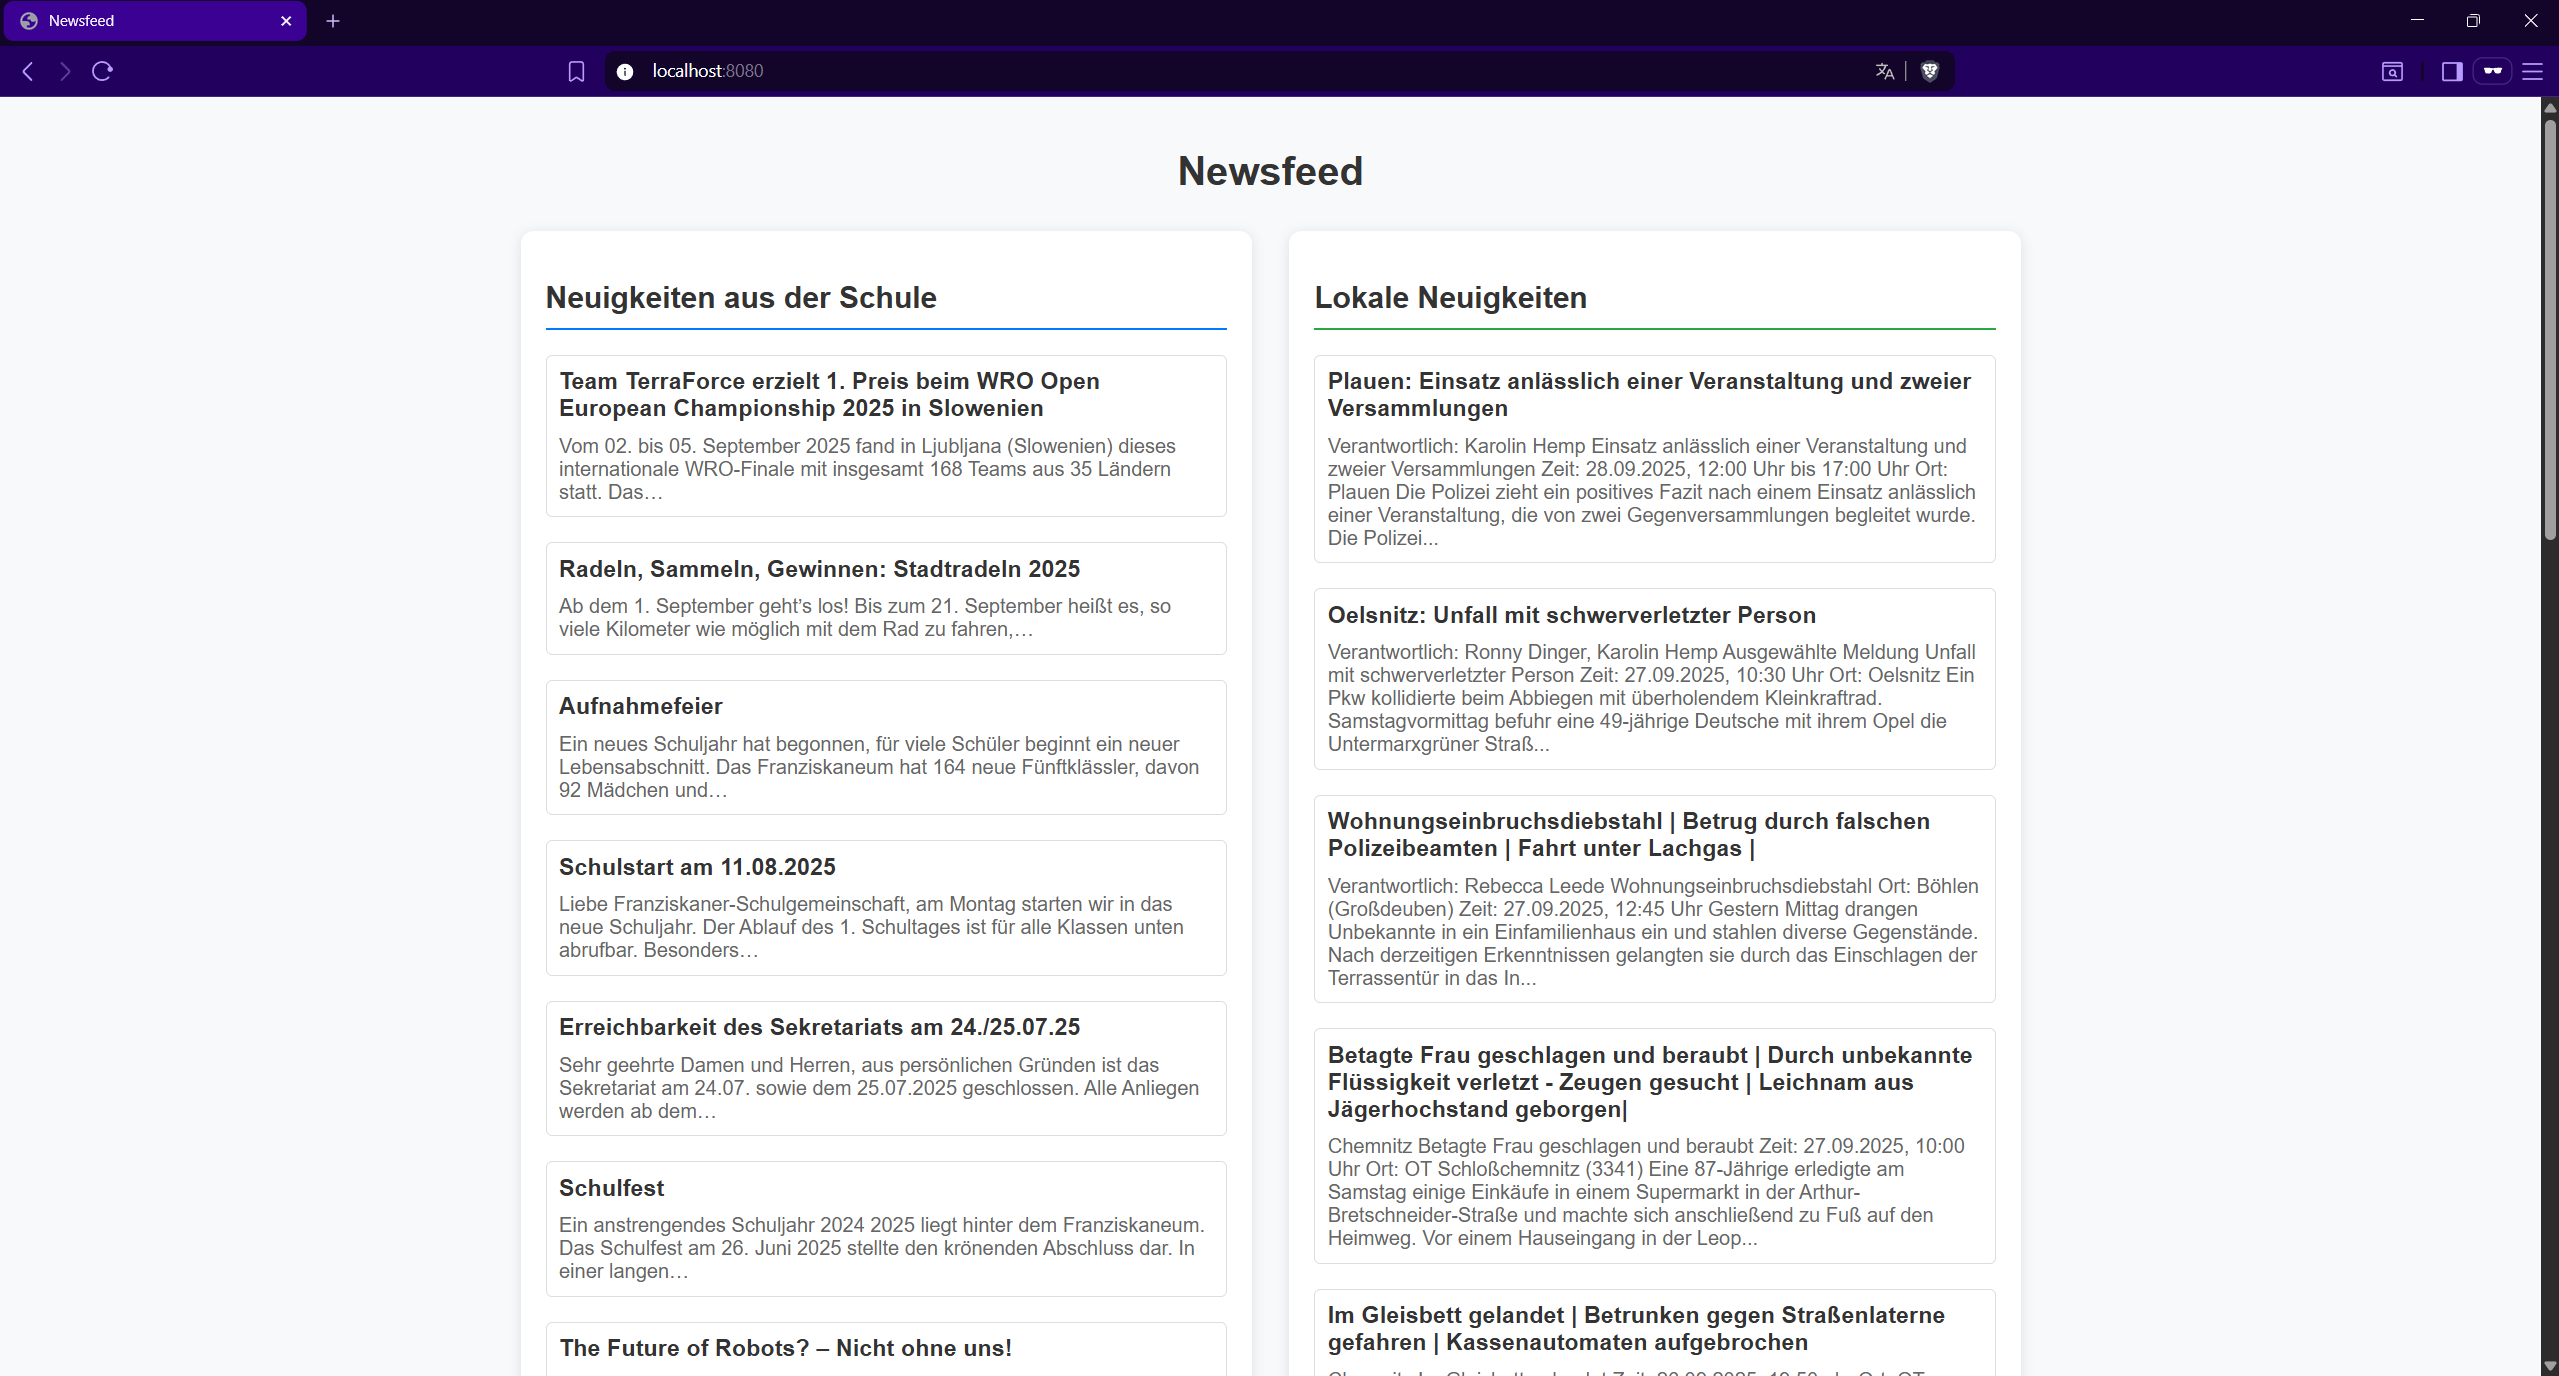 Newsfeed
localhost:8080
Newsfeed
Neuigkeiten aus der Schule
Team TerraForce erzielt 1. Preis beim WRO Open
European Championship 2025 in Slowenien
Vom 02. bis 05. September 2025 fand in Ljubljana (Slowenien) dieses
internationale WRO-Finale mit insgesamt 168 Teams aus 35 Ländern
statt. Das…
Radeln, Sammeln, Gewinnen: Stadtradeln 2025
Ab dem 1. September geht’s los! Bis zum 21. September heißt es, so
viele Kilometer wie möglich mit dem Rad zu fahren,…
Aufnahmefeier
Ein neues Schuljahr hat begonnen, für viele Schüler beginnt ein neuer
Lebensabschnitt. Das Franziskaneum hat 164 neue Fünftklässler, davon
92 Mädchen und…
Schulstart am 11.08.2025
Liebe Franziskaner-Schulgemeinschaft, am Montag starten wir in das
neue Schuljahr. Der Ablauf des 1. Schultages ist für alle Klassen unten
abrufbar. Besonders…
Erreichbarkeit des Sekretariats am 24./25.07.25
Sehr geehrte Damen und Herren, aus persönlichen Gründen ist das
Sekretariat am 24.07. sowie dem 25.07.2025 geschlossen. Alle Anliegen
werden ab dem…
Schulfest
Ein anstrengendes Schuljahr 2024 2025 liegt hinter dem Franziskaneum.
Das Schulfest am 26. Juni 2025 stellte den krönenden Abschluss dar. In
einer langen…
The Future of Robots? – Nicht ohne uns!
Lokale Neuigkeiten
Plauen: Einsatz anlässlich einer Veranstaltung und zweier
Versammlungen
Verantwortlich: Karolin Hemp Einsatz anlässlich einer Veranstaltung und
zweier Versammlungen Zeit: 28.09.2025, 12:00 Uhr bis 17:00 Uhr Ort:
Plauen Die Polizei zieht ein positives Fazit nach einem Einsatz anlässlich
einer Veranstaltung, die von zwei Gegenversammlungen begleitet wurde.
Die Polizei...
Oelsnitz: Unfall mit schwerverletzter Person
Verantwortlich: Ronny Dinger, Karolin Hemp Ausgewählte Meldung Unfall
mit schwerverletzter Person Zeit: 27.09.2025, 10:30 Uhr Ort: Oelsnitz Ein
Pkw kollidierte beim Abbiegen mit überholendem Kleinkraftrad.
Samstagvormittag befuhr eine 49-jährige Deutsche mit ihrem Opel die
Untermarxgrüner Straß...
Wohnungseinbruchsdiebstahl | Betrug durch falschen
Polizeibeamten | Fahrt unter Lachgas |
Verantwortlich: Rebecca Leede Wohnungseinbruchsdiebstahl Ort: Böhlen
(Großdeuben) Zeit: 27.09.2025, 12:45 Uhr Gestern Mittag drangen
Unbekannte in ein Einfamilienhaus ein und stahlen diverse Gegenstände.
Nach derzeitigen Erkenntnissen gelangten sie durch das Einschlagen der
Terrassentür in das In...
Betagte Frau geschlagen und beraubt | Durch unbekannte
Flüssigkeit verletzt - Zeugen gesucht | Leichnam aus
Jägerhochstand geborgen|
Chemnitz Betagte Frau geschlagen und beraubt Zeit: 27.09.2025, 10:00
Uhr Ort: OT Schloßchemnitz (3341) Eine 87-Jährige erledigte am
Samstag einige Einkäufe in einem Supermarkt in der Arthur-
Bretschneider-Straße und machte sich anschließend zu Fuß auf den
Heimweg. Vor einem Hauseingang in der Leop...
Im Gleisbett gelandet | Betrunken gegen Straßenlaterne
gefahren | Kassenautomaten aufgebrochen